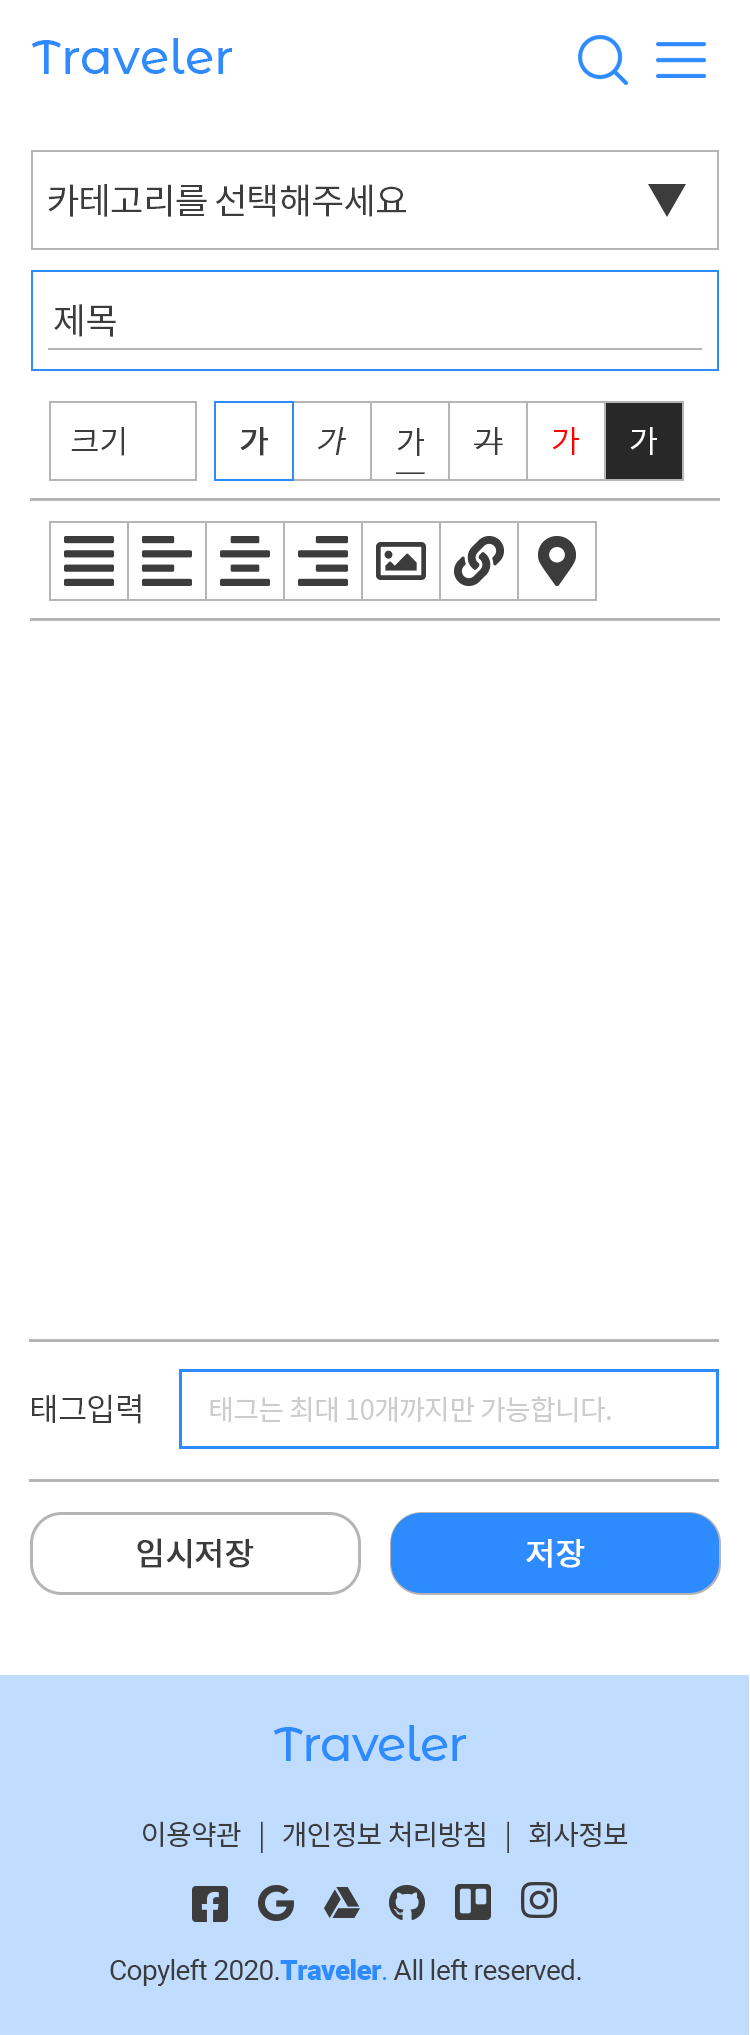 Traveler
카테고리를 선택해주세요
제목
크기 가 가 가 가 가 가
태그입력 태그는 최대 10개까지만 가능합니다.
임시저장 저장
Traveler
이용약관 | 개인정보 처리방침 | 회사정보
Copyleft 2020.Traveler. All left reserved.